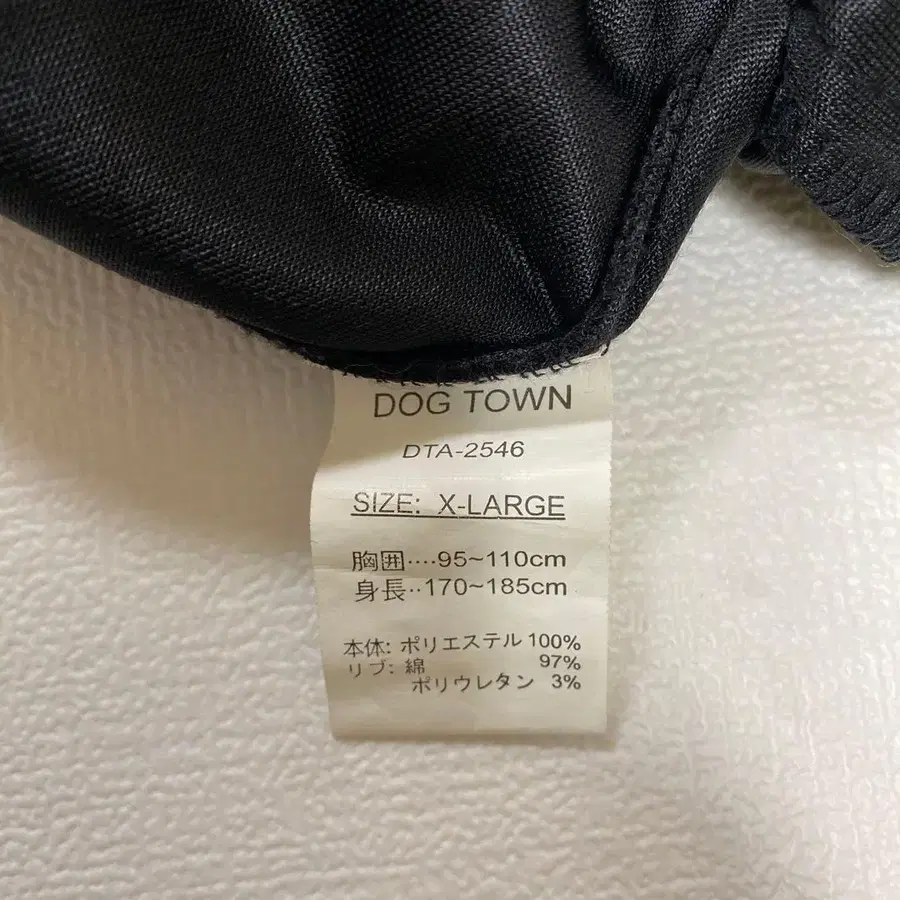 DOG TOWN
DTA-2546
SIZE: X-LARGE
胸囲····95~110cm
身長··170~185cm
本体: ポリエステル 100%
リブ: 綿 97%
ポリウレタン 3%